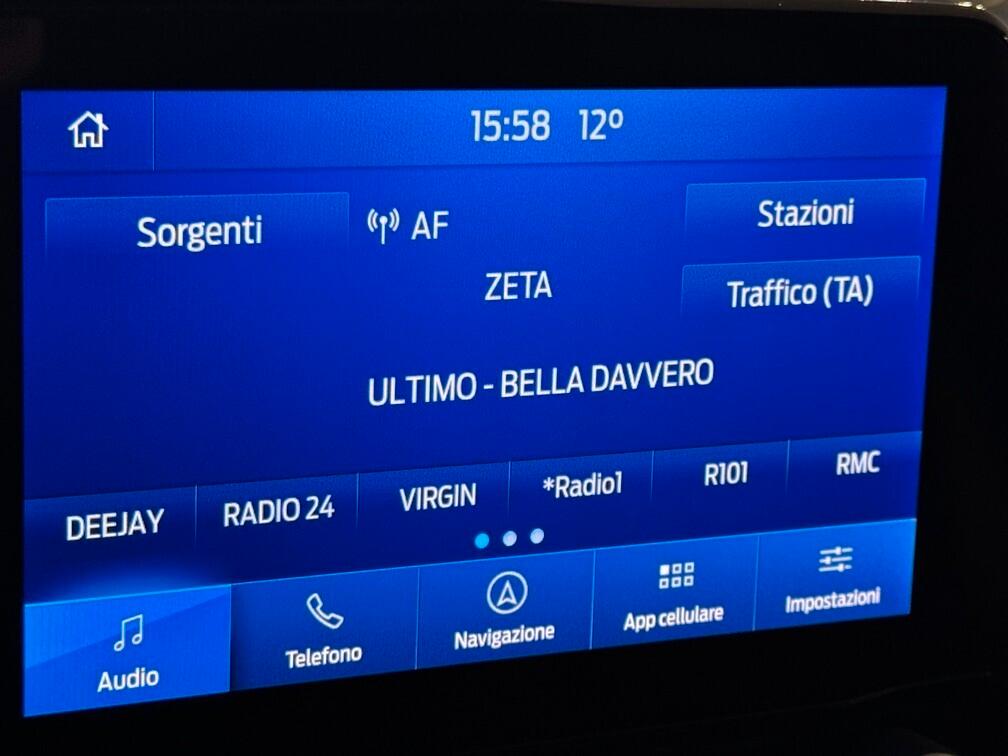 15:58 12º
Sorgenti
AF
Stazioni
ZETA
Traffico (TA)
ULTIMO - BELLA DAVVERO
DEEJAY
RADIO 24
VIRGIN
*Radio1
R101
RMC
Audio
Telefono
Navigazione
App cellulare
Impostazioni